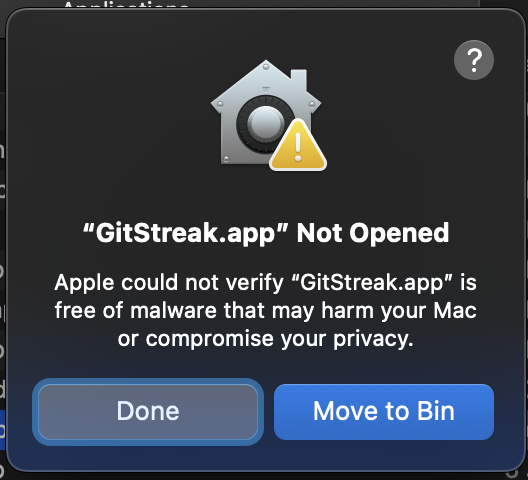 Applications
?
“GitStreak.app” Not Opened
Apple could not verify “GitStreak.app” is
free of malware that may harm your Mac
or compromise your privacy.
Done
Move to Bin